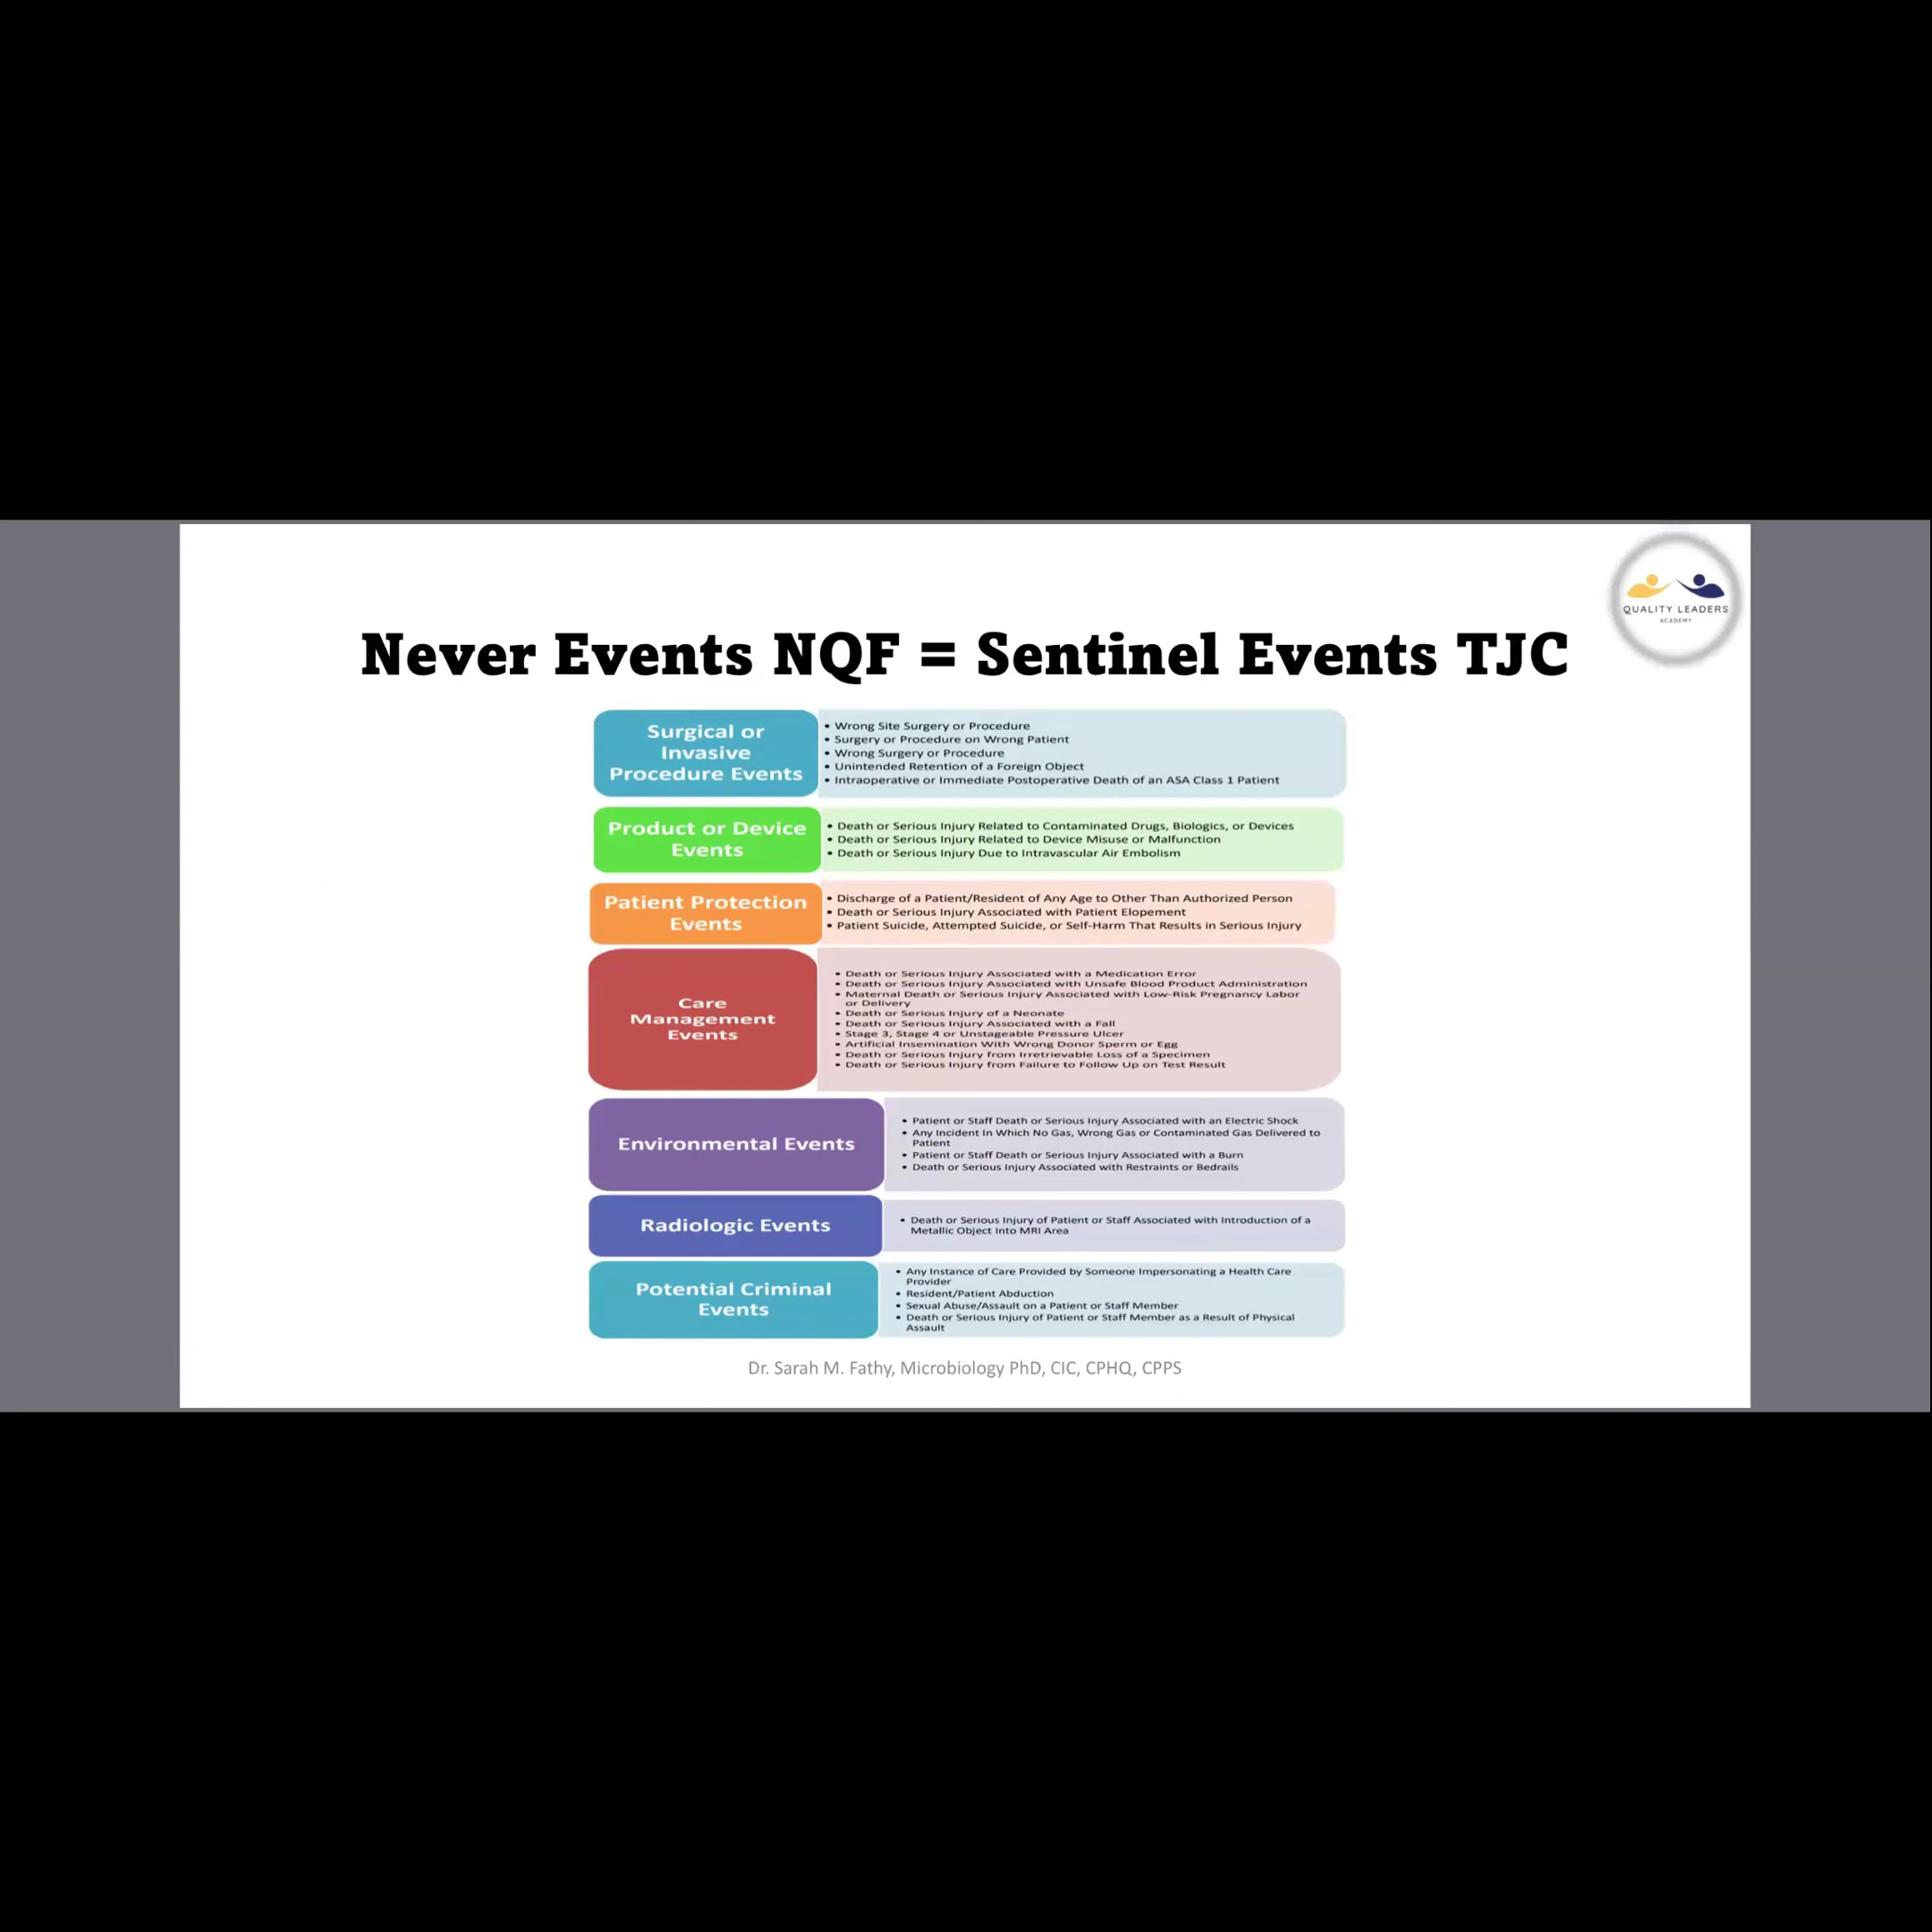 QUALITY LEADERS
ACADEMY
Never Events NQF = Sentinel Events TJC
Surgical or
Invasive
Procedure Events
• Wrong Site Surgery or Procedure
• Surgery or Procedure on Wrong Patient
• Wrong Surgery or Procedure
• Unintended Retention of a Foreign Object
• Intraoperative or Immediate Postoperative Death of an ASA Class 1 Patient
Product or Device
Events
• Death or Serious Injury Related to Contaminated Drugs, Biologics, or Devices
• Death or Serious Injury Related to Device Misuse or Malfunction
• Death or Serious Injury Due to Intravascular Air Embolism
Patient Protection
Events
• Discharge of a Patient/Resident of Any Age to Other Than Authorized Person
• Death or Serious Injury Associated with Patient Elopement
• Patient Suicide, Attempted Suicide, or Self-Harm That Results in Serious Injury
Care
Management
Events
• Death or Serious Injury Associated with a Medication Error
• Death or Serious Injury Associated with Unsafe Blood Product Administration
• Maternal Death or Serious Injury Associated with Low-Risk Pregnancy Labor
or Delivery
• Death or Serious Injury of a Neonate
• Death or Serious Injury Associated with a Fall
• Stage 3, Stage 4 or Unstageable Pressure Ulcer
• Artificial Insemination With Wrong Donor Sperm or Egg
• Death or Serious Injury from Irretrievable Loss of a Specimen
• Death or Serious Injury from Failure to Follow Up on Test Result
Environmental Events
• Patient or Staff Death or Serious Injury Associated with an Electric Shock
• Any Incident In Which No Gas, Wrong Gas or Contaminated Gas Delivered to
Patient
• Patient or Staff Death or Serious Injury Associated with a Burn
• Death or Serious Injury Associated with Restraints or Bedrails
Radiologic Events
• Death or Serious Injury of Patient or Staff Associated with Introduction of a
Metallic Object Into MRI Area
Potential Criminal
Events
• Any Instance of Care Provided by Someone Impersonating a Health Care
Provider
• Resident/Patient Abduction
• Sexual Abuse/Assault on a Patient or Staff Member
• Death or Serious Injury of Patient or Staff Member as a Result of Physical
Assault
Dr. Sarah M. Fathy, Microbiology PhD, CIC, CPHQ, CPPS